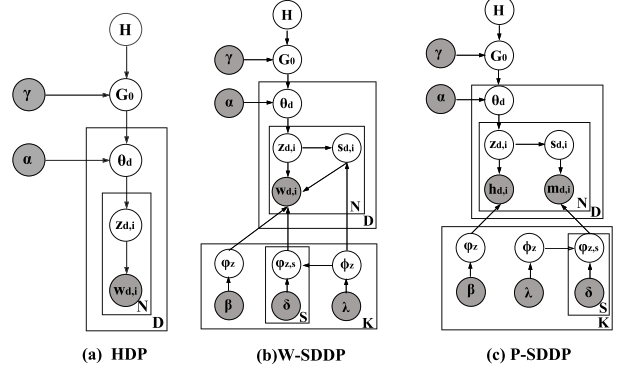 H
γ
G0
α
θd
zd,i
wd,i
N
D
(a) HDP
H
γ
G0
α
θd
zd,i
sd,i
wd,i
N
D
φz
φz,s
ϕz
β
δ
λ
S
K
(b)W-SDDP
H
γ
G0
α
θd
zd,i
sd,i
hd,i
md,i
N
D
φz
ϕz
φz,s
β
λ
δ
S
K
(c) P-SDDP